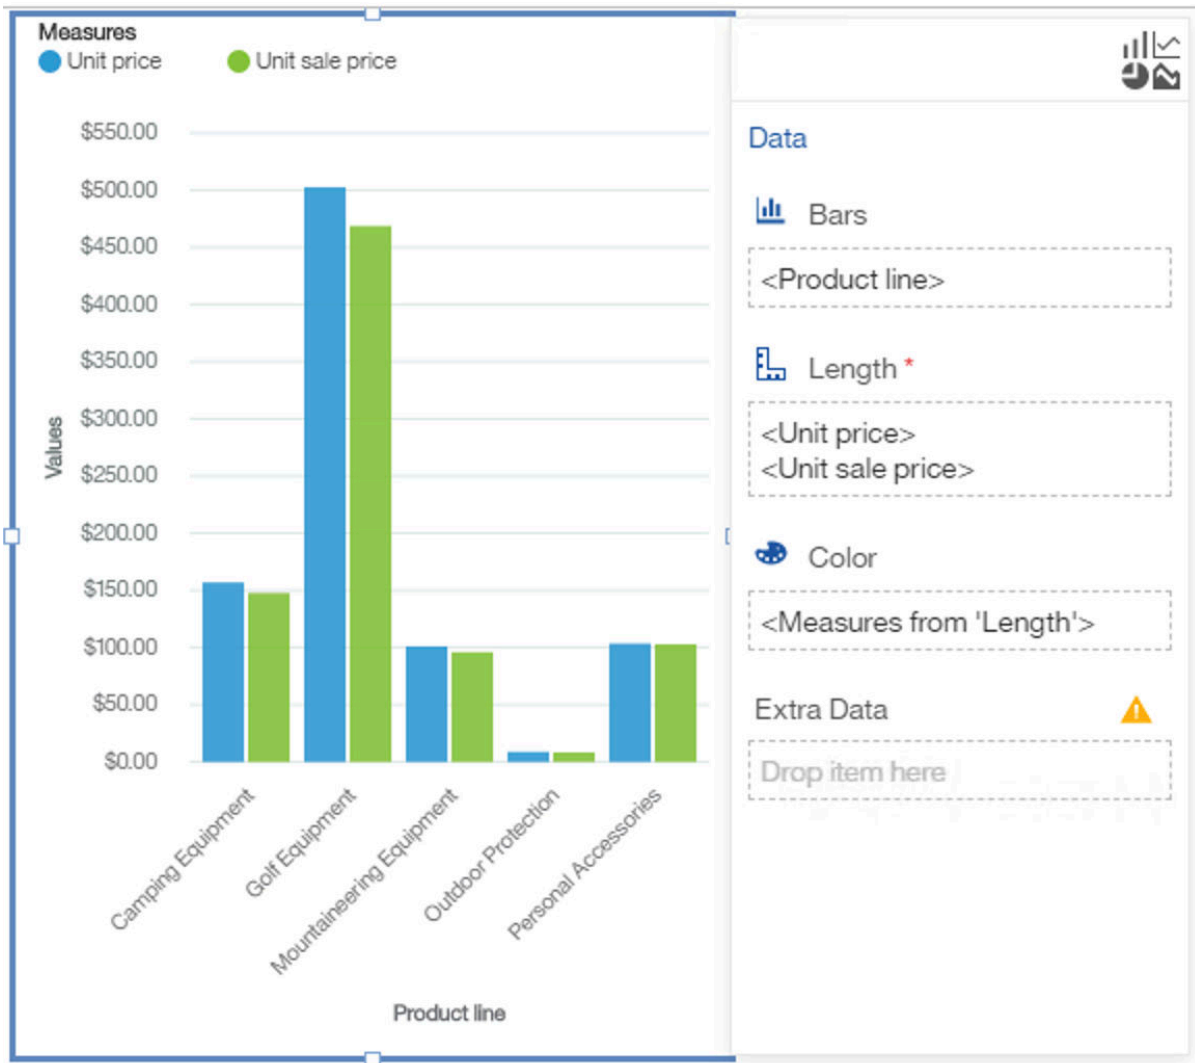 Measures
Unit price
Unit sale price
$550.00
$500.00
$450.00
$400.00
$350.00
$300.00
$250.00
$200.00
$150.00
$100.00
$50.00
$0.00
Values
Camping Equipment
Golf Equipment
Mountaineering Equipment
Outdoor Protection
Personal Accessories
Product line
Data
Bars
<Product line>
Length *
<Unit price>
<Unit sale price>
Color
<Measures from 'Length'>
Extra Data
Drop item here